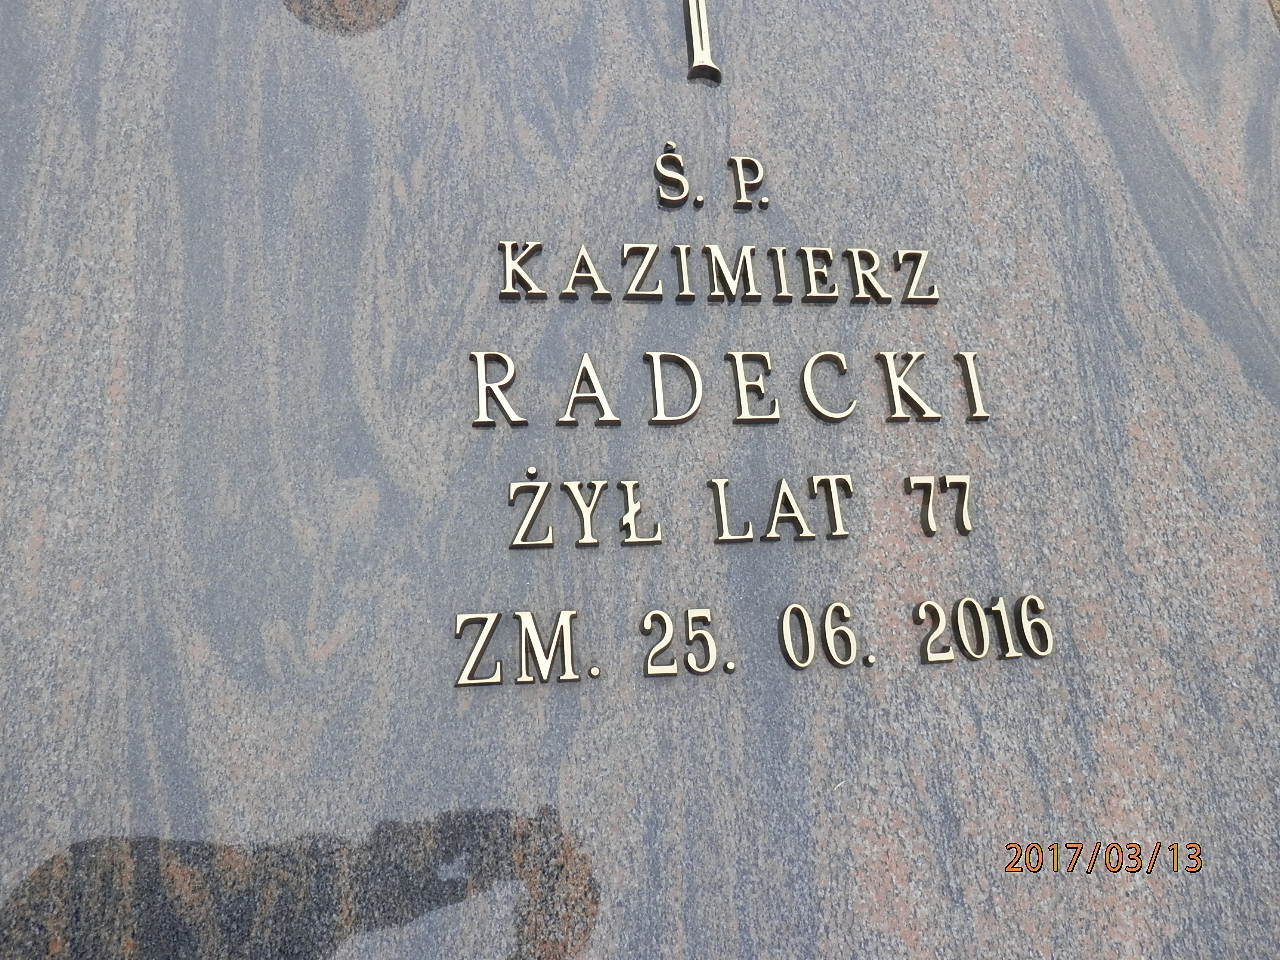 Ś. P.
KAZIMIERZ
RADECKI
ŻYŁ LAT 77
ZM. 25. 06. 2016
2017/03/13